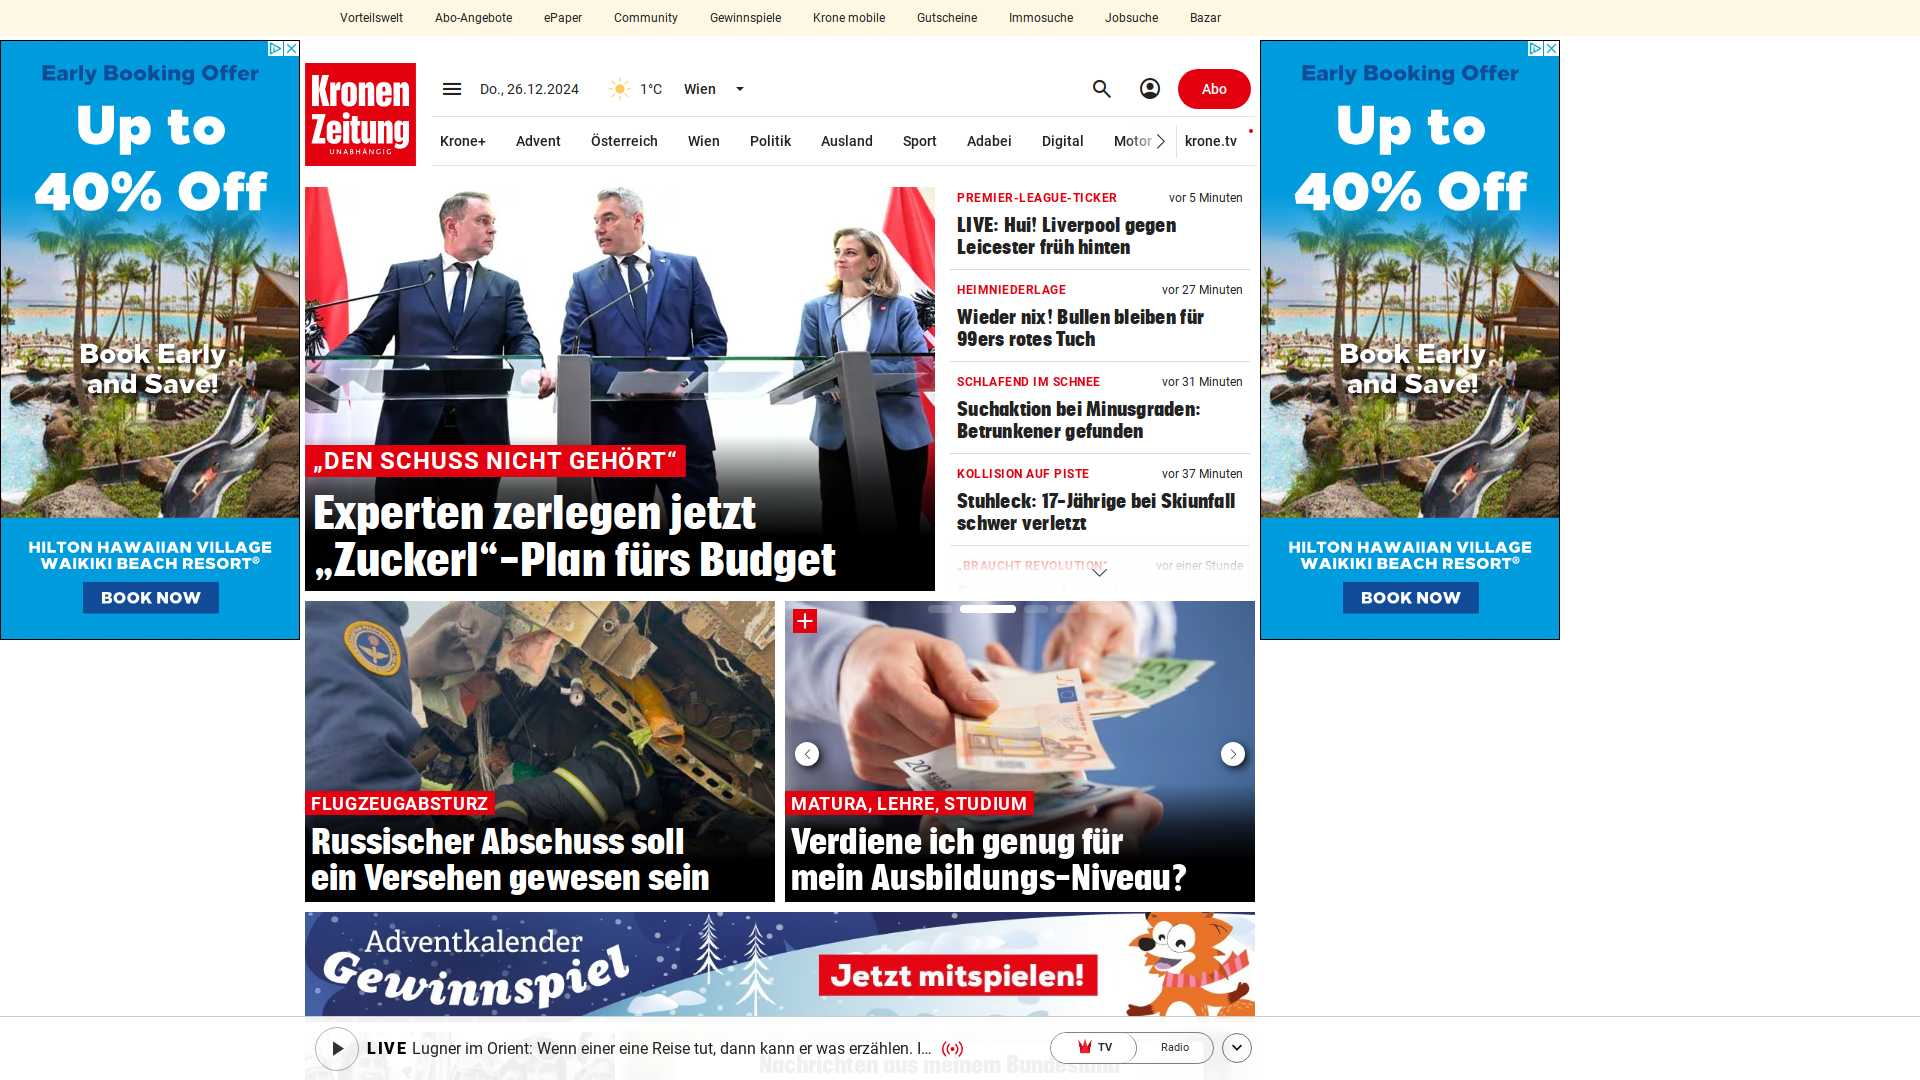 Vorteilswelt
Abo-Angebote
ePaper
Community
Gewinnspiele
Krone mobile
Gutscheine
Immosuche
Jobsuche
Bazar
Early Booking Offer
Up to
40% Off
Book Early
and Save!
HILTON HAWAIIAN VILLAGE
WAIKIKI BEACH RESORT®
BOOK NOW
Kronen
Zeitung
UNABHÄNGIG
Do., 26.12.2024
1°C
Wien
Abo
Krone+
Advent
Österreich
Wien
Politik
Ausland
Sport
Adabei
Digital
Motor
krone.tv
„DEN SCHUSS NICHT GEHÖRT“
Experten zerlegen jetzt
„Zuckerl“-Plan fürs Budget
PREMIER-LEAGUE-TICKER
vor 5 Minuten
LIVE: Hui! Liverpool gegen
Leicester früh hinten
HEIMNIEDERLAGE
vor 27 Minuten
Wieder nix! Bullen bleiben für
99ers rotes Tuch
SCHLAFEND IM SCHNEE
vor 31 Minuten
Suchaktion bei Minusgraden:
Betrunkener gefunden
KOLLISION AUF PISTE
vor 37 Minuten
Stuhleck: 17-Jährige bei Skiunfall
schwer verletzt
„BRAUCHT REVOLUTION“
vor einer Stunde
FLUGZEUGABSTURZ
Russischer Abschuss soll
ein Versehen gewesen sein
MATURA, LEHRE, STUDIUM
Verdiene ich genug für
mein Ausbildungs-Niveau?
Adventkalender
Gewinnspiel
Jetzt mitspielen!
LIVE Lugner im Orient: Wenn einer eine Reise tut, dann kann er was erzählen. I...
TV
Radio
Nachrichten aus meinem Bundesland
Early Booking Offer
Up to
40% Off
Book Early
and Save!
HILTON HAWAIIAN VILLAGE
WAIKIKI BEACH RESORT®
BOOK NOW